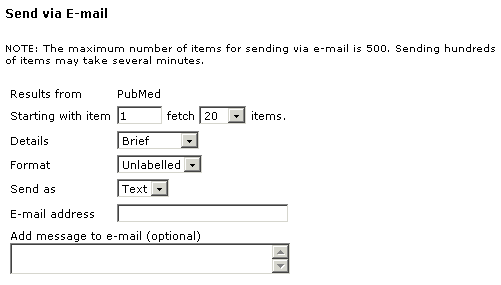 Send via E-mail
NOTE: The maximum number of items for sending via e-mail is 500. Sending hundreds
of items may take several minutes.
Results from PubMed
Starting with item 1 fetch 20 items.
Details Brief
Format Unlabelled
Send as Text
E-mail address
Add message to e-mail (optional)